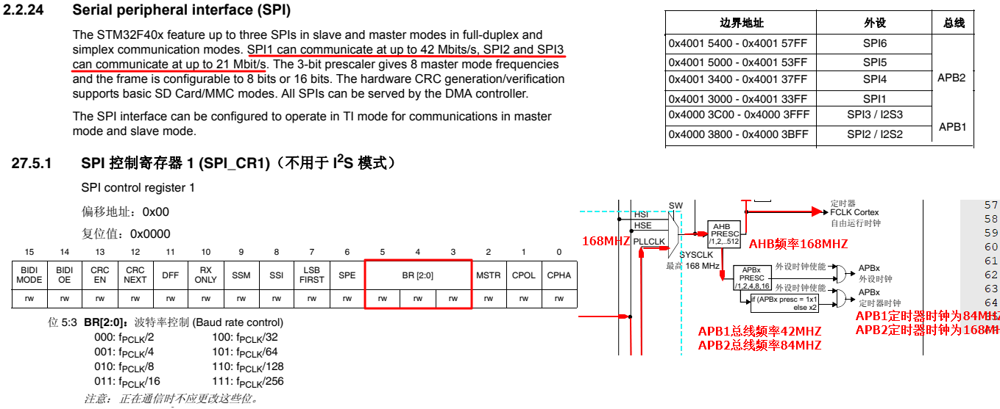 2.2.24 Serial peripheral interface (SPI)
The STM32F40x feature up to three SPIs in slave and master modes in full-duplex and
simplex communication modes. SPI1 can communicate at up to 42 Mbits/s, SPI2 and SPI3
can communicate at up to 21 Mbit/s. The 3-bit prescaler gives 8 master mode frequencies
and the frame is configurable to 8 bits or 16 bits. The hardware CRC generation/verification
supports basic SD Card/MMC modes. All SPIs can be served by the DMA controller.
The SPI interface can be configured to operate in TI mode for communications in master
mode and slave mode.
边界地址 外设 总线
0x4001 5400 - 0x4001 57FF SPI6
0x4001 5000 - 0x4001 53FF SPI5
0x4001 3400 - 0x4001 37FF SPI4 APB2
0x4001 3000 - 0x4001 33FF SPI1
0x4000 3C00 - 0x4000 3FFF SPI3 / I2S3
APB1
0x4000 3800 - 0x4000 3BFF SPI2 / I2S2
27.5.1 SPI 控制寄存器 1 (SPI_CR1)（不用于 I²S 模式）
SPI control register 1
偏移地址：0x00
复位值：0x0000
15 14 13 12 11 10 9 8 7 6 5 4 3 2 1 0
BIDI MODE BIDI OE CRC EN CRC NEXT DFF RX ONLY SSM SSI LSB FIRST SPE BR [2:0] MSTR CPOL CPHA
rw rw rw rw rw rw rw rw rw rw rw rw rw rw rw rw
位 5:3 BR[2:0]：波特率控制 (Baud rate control)
000: fPCLK/2 100: fPCLK/32
001: fPCLK/4 101: fPCLK/64
010: fPCLK/8 110: fPCLK/128
011: fPCLK/16 111: fPCLK/256
注意：正在通信时不应更改这些位。
SW
HSI
HSE
168MHZ
PLLCLK
SYSCLK
最高 168 MHz
AHB
PRESC
/1,2,..512
AHB频率168MHZ
定时器
FCLK Cortex
自由运行时钟
APBx
PRESC
/1,2,4,8,16
外设时钟使能
APBx
外设时钟
外设时钟使能
if (APBx presc = 1x1
else x2
APBx
定时器时钟
APB1总线频率42MHZ
APB2总线频率84MHZ
APB1定时器时钟为84MHZ
APB2定时器时钟为168MH
57
58
59
60
61
62
63
64